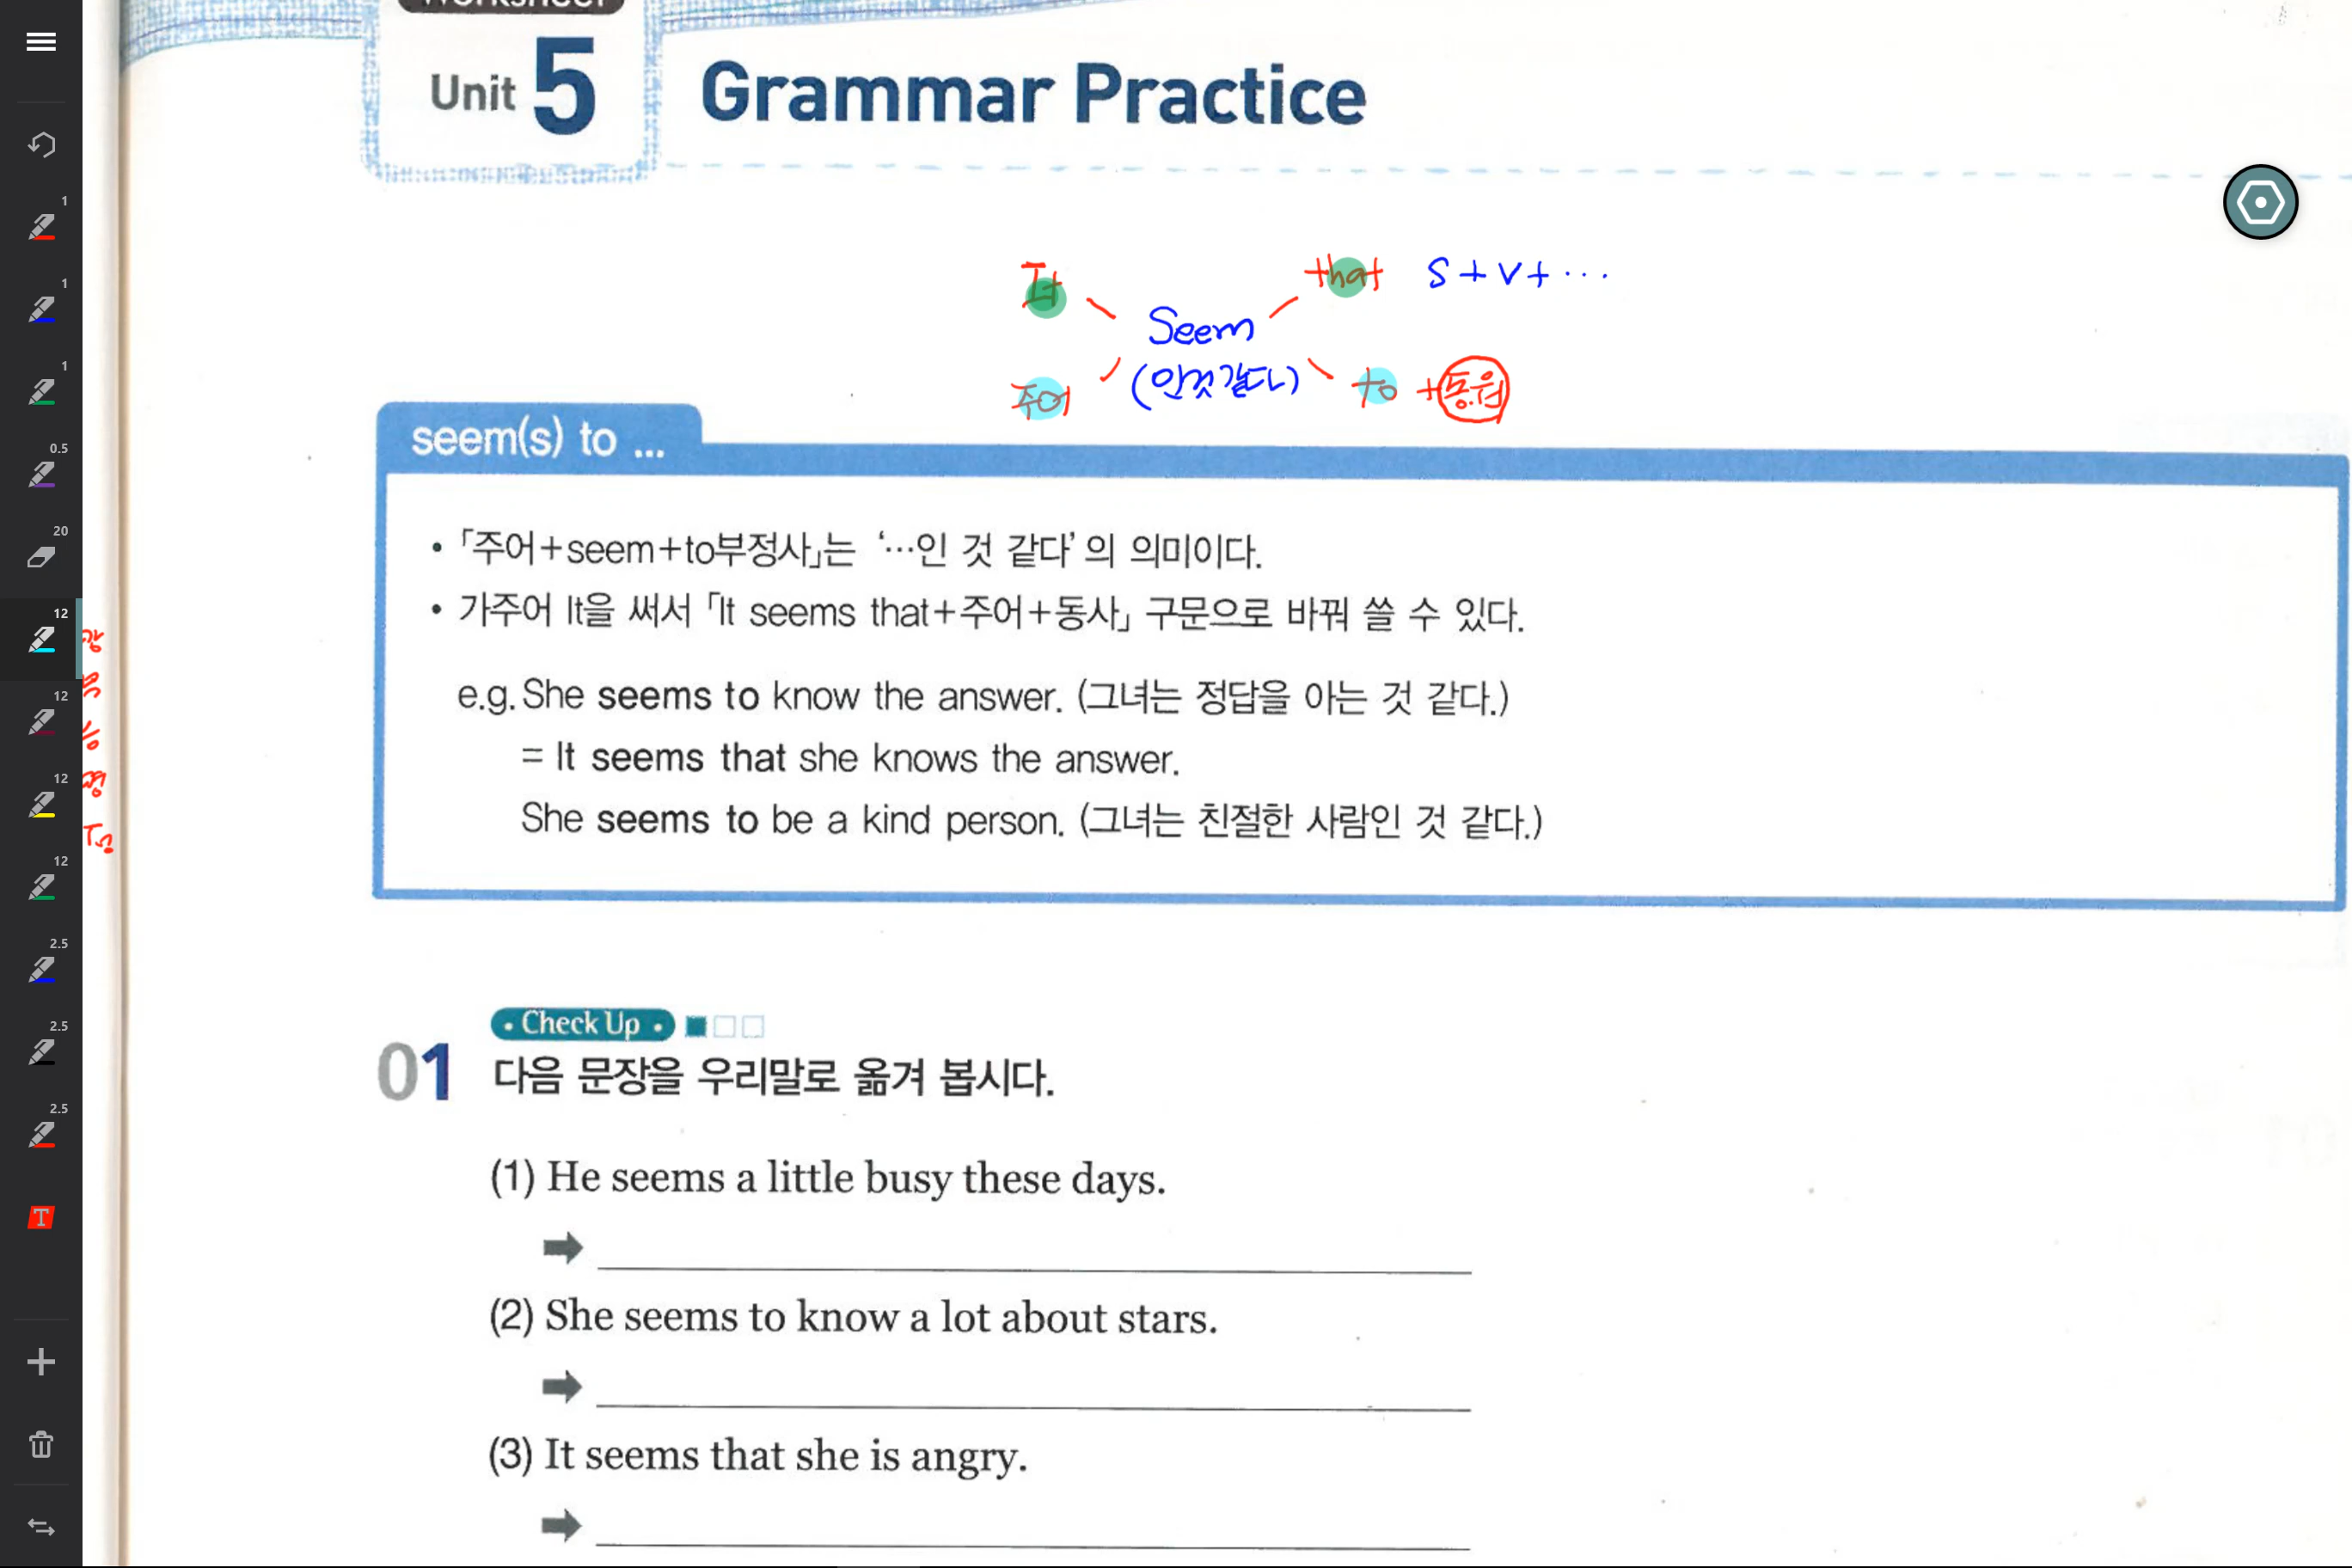 Worksheet
Unit 5 Grammar Practice
It that S+V+…
Seem
(인것같다)
주어 to +동.원
seem(s) to ...
• 「주어+seem+to부정사」는 ‘…인 것 같다’의 의미이다.
• 가주어 It을 써서 「It seems that+주어+동사」 구문으로 바꿔 쓸 수 있다.
e.g. She seems to know the answer. (그녀는 정답을 아는 것 같다.)
= It seems that she knows the answer.
She seems to be a kind person. (그녀는 친절한 사람인 것 같다.)
• Check Up •
01 다음 문장을 우리말로 옮겨 봅시다.
(1) He seems a little busy these days.
(2) She seems to know a lot about stars.
(3) It seems that she is angry.
1
1
1
0.5
20
12
12
12
12
2.5
2.5
2.5
T